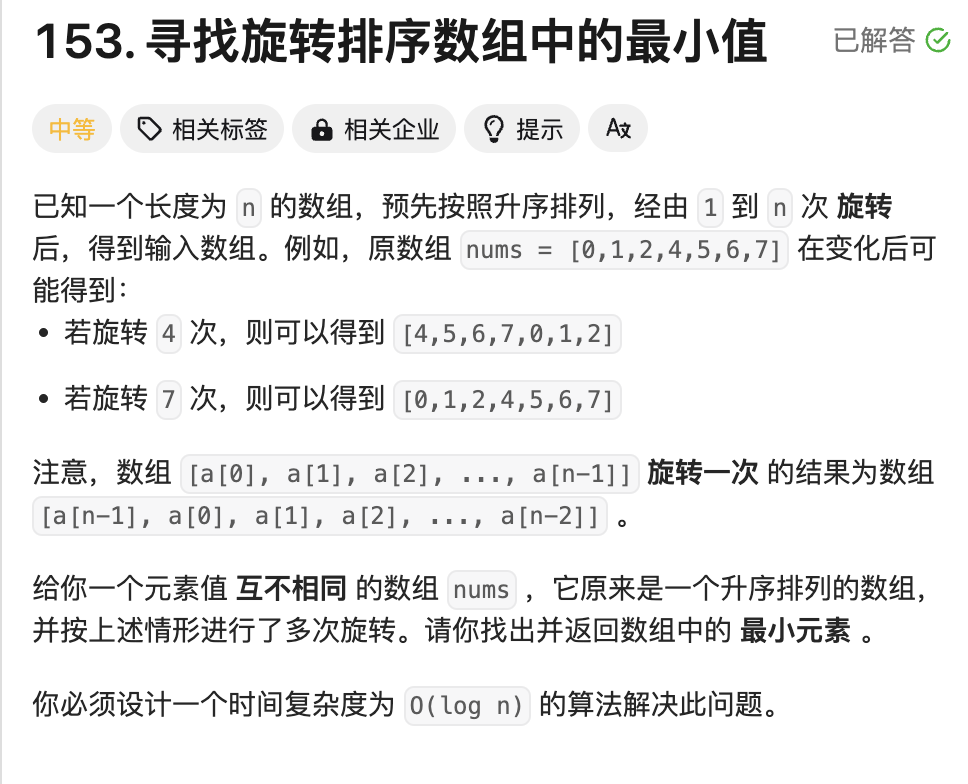 153. 寻找旋转排序数组中的最小值 已解答
中等 相关标签 相关企业 提示 A文
已知一个长度为 n 的数组，预先按照升序排列，经由 1 到 n 次 旋转
后，得到输入数组。例如，原数组 nums = [0,1,2,4,5,6,7] 在变化后可
能得到：
• 若旋转 4 次，则可以得到 [4,5,6,7,0,1,2]
• 若旋转 7 次，则可以得到 [0,1,2,4,5,6,7]
注意，数组 [a[0], a[1], a[2], ..., a[n-1]] 旋转一次 的结果为数组
[a[n-1], a[0], a[1], a[2], ..., a[n-2]] 。
给你一个元素值 互不相同 的数组 nums ，它原来是一个升序排列的数组，
并按上述情形进行了多次旋转。请你找出并返回数组中的 最小元素 。
你必须设计一个时间复杂度为 O(log n) 的算法解决此问题。